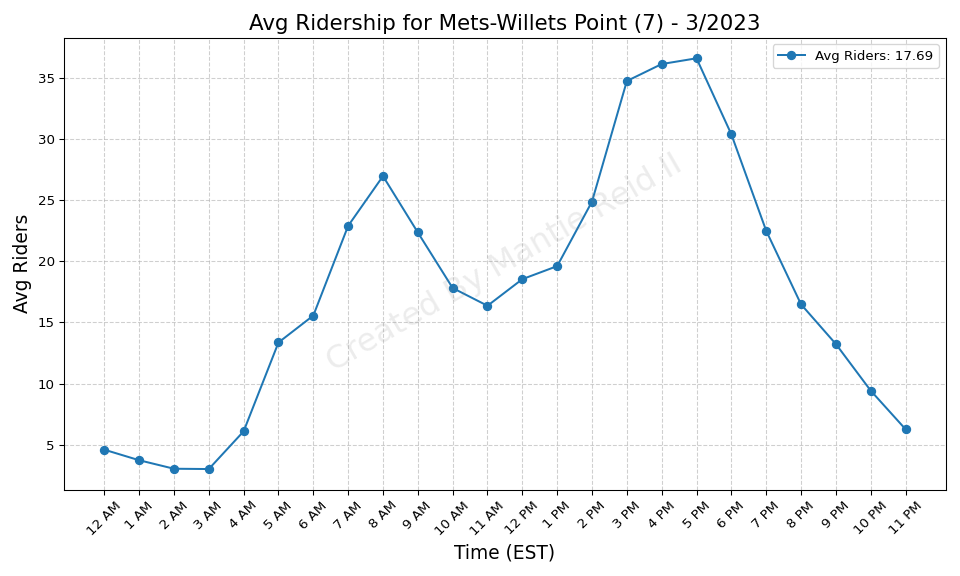 Avg Ridership for Mets-Willets Point (7) - 3/2023
Avg Riders: 17.69
Avg Riders
35
30
25
20
15
10
5
Created By Mantie Reid II
12 AM
1 AM
2 AM
3 AM
4 AM
5 AM
6 AM
7 AM
8 AM
9 AM
10 AM
11 AM
12 PM
1 PM
2 PM
3 PM
4 PM
5 PM
6 PM
7 PM
8 PM
9 PM
10 PM
11 PM
Time (EST)